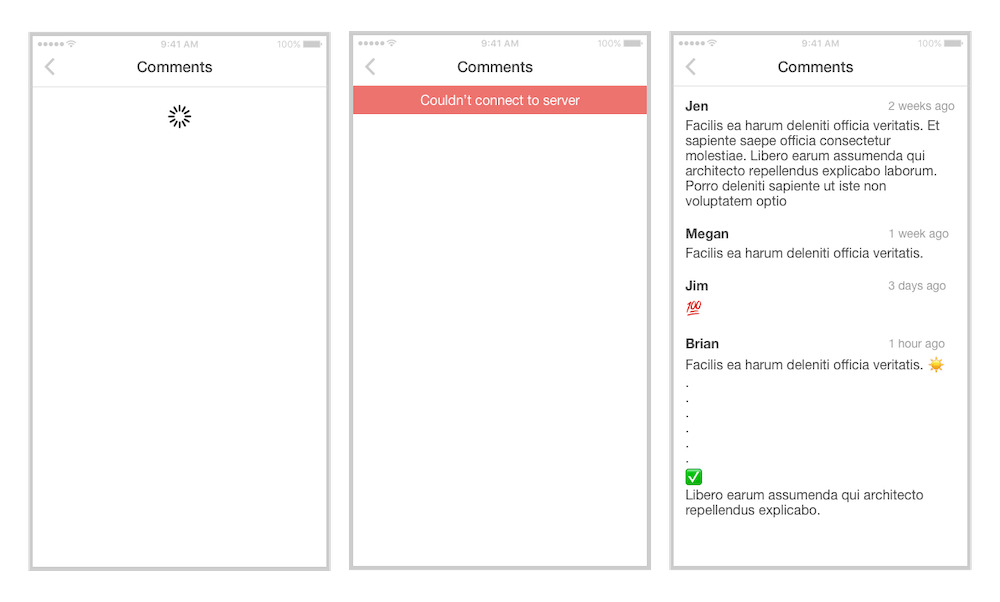 9:41 AM 100%
Comments
9:41 AM 100%
Comments
Couldn't connect to server
9:41 AM 100%
Comments
Jen 2 weeks ago
Facilis ea harum deleniti officia veritatis. Et
sapiente saepe officia consectetur
molestiae. Libero earum assumenda qui
architecto repellendus explicabo laborum.
Porro deleniti sapiente ut iste non
voluptatem optio
Megan 1 week ago
Facilis ea harum deleniti officia veritatis.
Jim 3 days ago
💯
Brian 1 hour ago
Facilis ea harum deleniti officia veritatis. ☀️
.
.
.
.
.
.
✅
Libero earum assumenda qui architecto
repellendus explicabo.